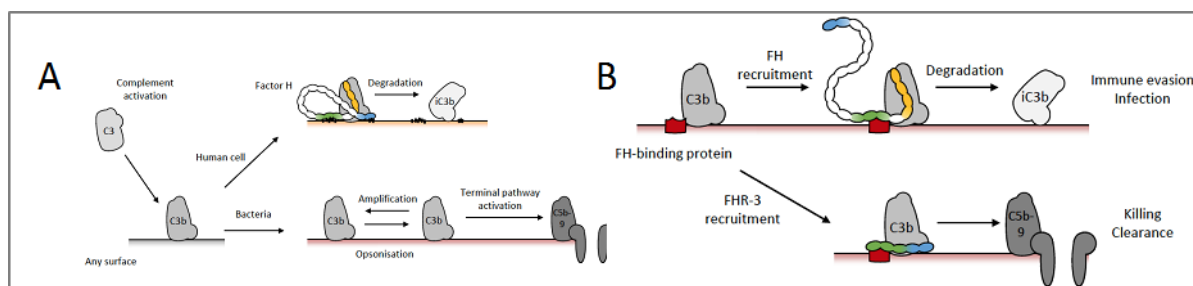 A
Complement
activation
C3
Human cell
Factor H
Degradation
iC3b
C3b
Bacteria
Any surface
C3b
Amplification
C3b
Terminal pathway
activation
C5b-
9
Opsonisation
B
C3b
FH
recruitment
Degradation
iC3b
Immune evasion
Infection
FH-binding protein
FHR-3
recruitment
C3b
C5b-
9
Killing
Clearance